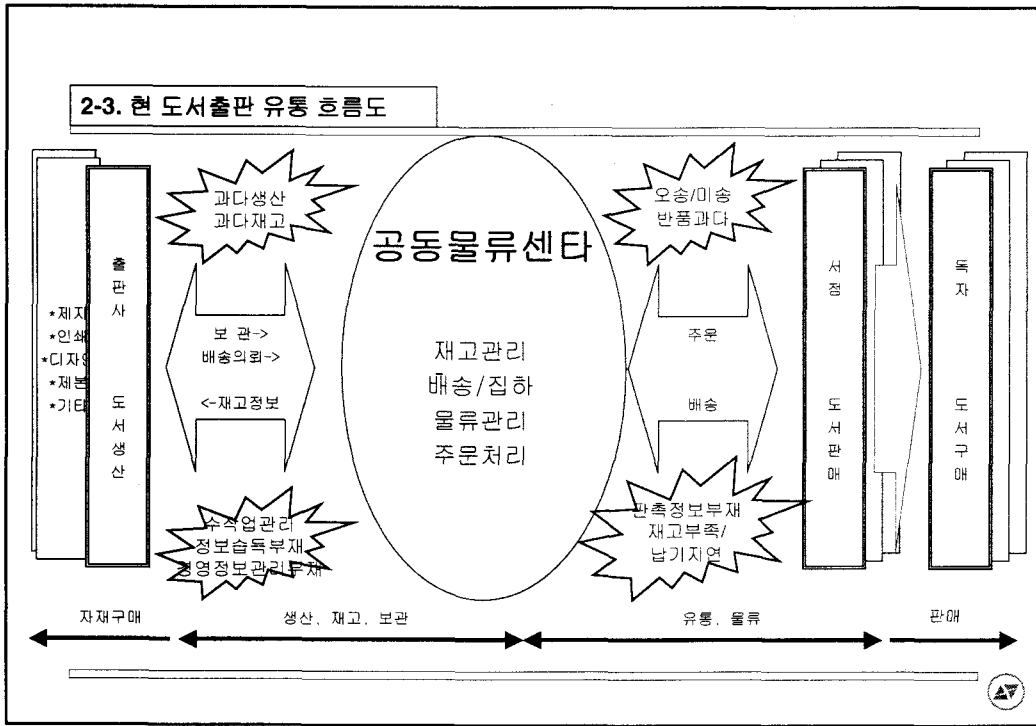 2-3. 현 도서출판 유통 흐름도
과다생산
과다재고
오송/미송
반품과다
공동물류센타
출판사 도서생산
*제지
*인쇄
*디자인
*제본
*기타
보 관->
배송의뢰->
<-재고정보
재고관리
배송/집하
물류관리
주문처리
주문
배송
서점 도서판매
독자 도서구매
수작업관리
정보습득부재
경영정보관리부재
판촉정보부재
재고부족/
납기지연
자재구매
생산, 재고, 보관
유통, 물류
판매